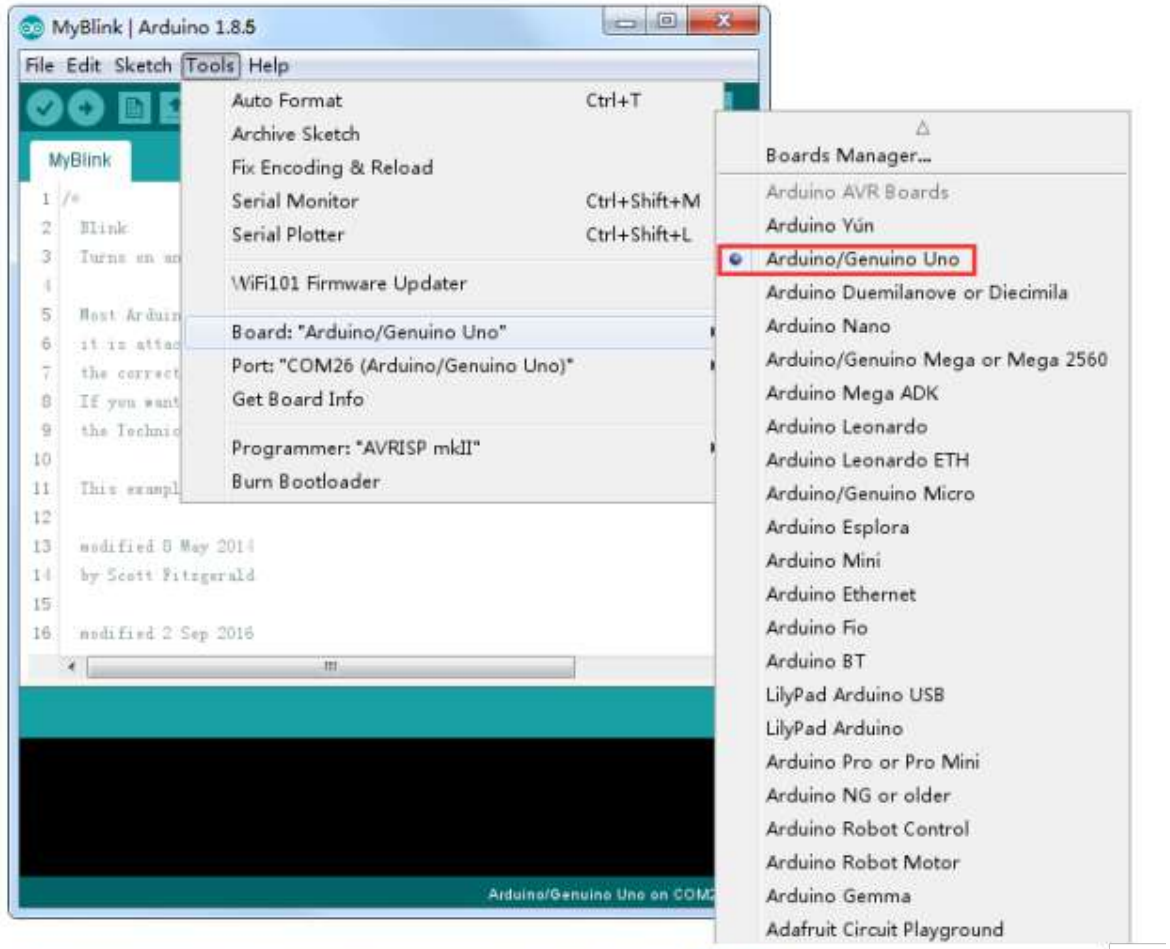 MyBlink | Arduino 1.8.5
File Edit Sketch Tools Help
MyBlink
Auto Format Ctrl+T
Archive Sketch
Fix Encoding & Reload
Serial Monitor Ctrl+Shift+M
Serial Plotter Ctrl+Shift+L
WiFi101 Firmware Updater
Board: "Arduino/Genuino Uno"
Port: "COM26 (Arduino/Genuino Uno)"
Get Board Info
Programmer: "AVRISP mkII"
Burn Bootloader
1 /*
2 Blink
3 Turns on an
4
5 Most Arduin
6 it is attac
7 the correct
8 If you want
9 the Technic
10
11 This exampl
12
13 modified 8 May 2014
14 by Scott Fitzgerald
15
16 modified 2 Sep 2016
Arduino/Genuino Uno on COM2
Boards Manager...
Arduino AVR Boards
Arduino Yún
Arduino/Genuino Uno
Arduino Duemilanove or Diecimila
Arduino Nano
Arduino/Genuino Mega or Mega 2560
Arduino Mega ADK
Arduino Leonardo
Arduino Leonardo ETH
Arduino/Genuino Micro
Arduino Esplora
Arduino Mini
Arduino Ethernet
Arduino Fio
Arduino BT
LilyPad Arduino USB
LilyPad Arduino
Arduino Pro or Pro Mini
Arduino NG or older
Arduino Robot Control
Arduino Robot Motor
Arduino Gemma
Adafruit Circuit Playground